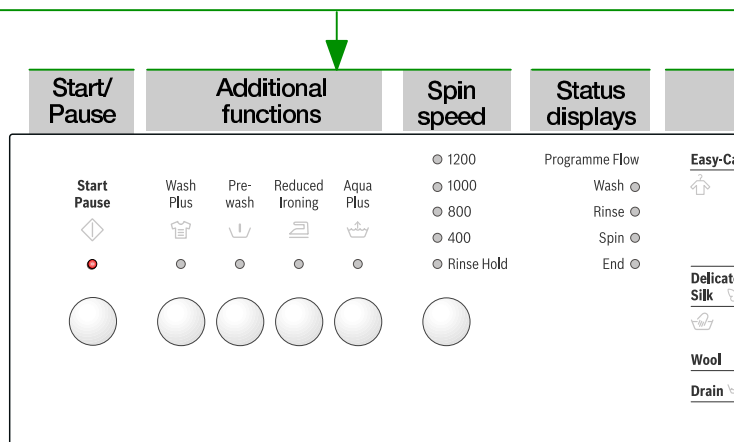 Start/
Pause
Additional
functions
Spin
speed
Status
displays
Start
Pause
Wash
Plus
Pre-
wash
Reduced
Ironing
Aqua
Plus
1200
1000
800
400
Rinse Hold
Programme Flow
Wash
Rinse
Spin
End
Silk
Wool
Drain